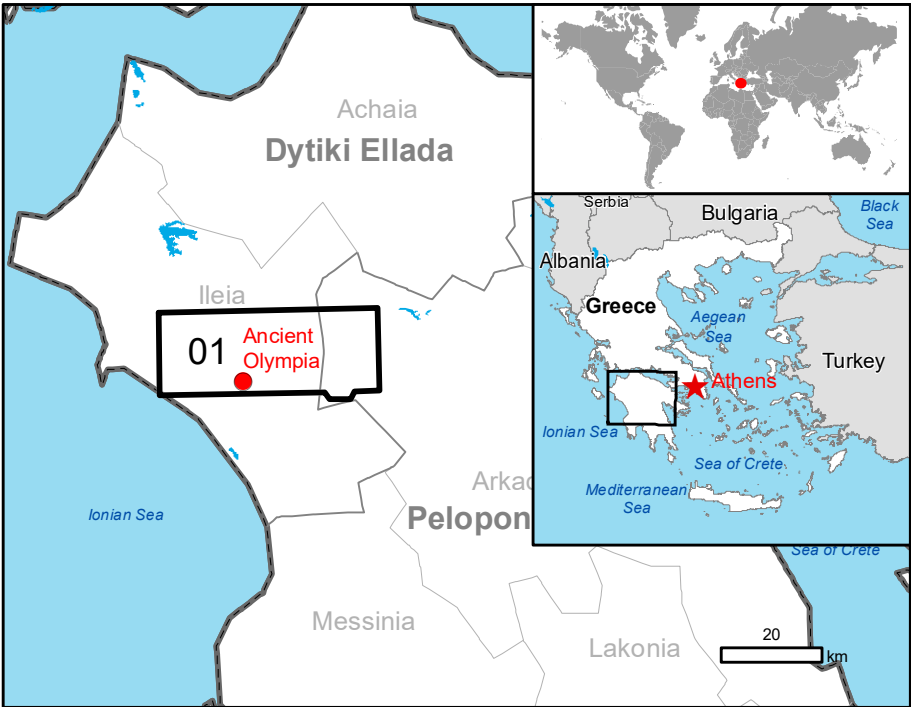 Achaia
Dytiki Ellada
Ileia
01
Ancient
Olympia
Ionian Sea
Arkad
Pelopon
Messinia
Lakonia
Sea of Crete
20
km
Serbia
Bulgaria
Black
Sea
Albania
Greece
Aegean
Sea
Turkey
Athens
Ionian Sea
Sea of Crete
Mediterranean
Sea